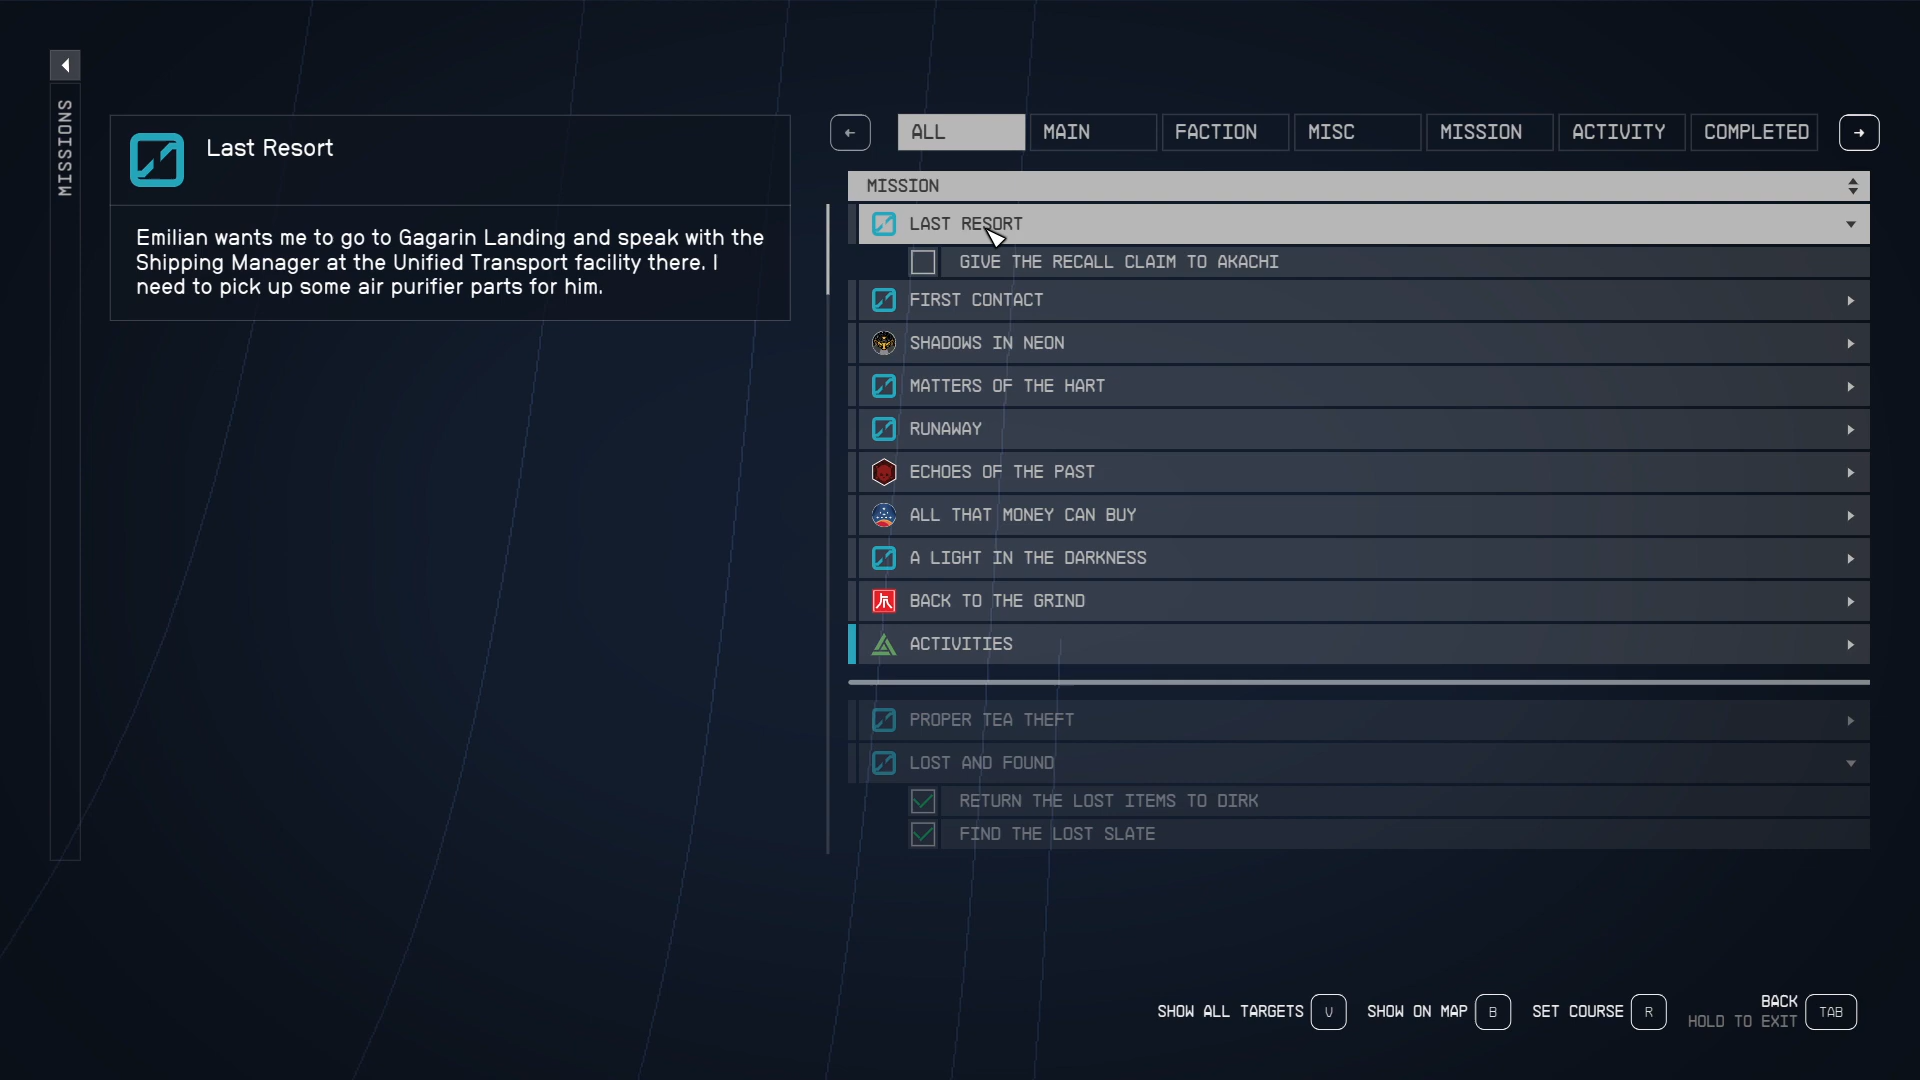 MISSIONS
Last Resort
Emilian wants me to go to Gagarin Landing and speak with the
Shipping Manager at the Unified Transport facility there. I
need to pick up some air purifier parts for him.
ALL
MAIN
FACTION
MISC
MISSION
ACTIVITY
COMPLETED
MISSION
LAST RESORT
GIVE THE RECALL CLAIM TO AKACHI
FIRST CONTACT
SHADOWS IN NEON
MATTERS OF THE HART
RUNAWAY
ECHOES OF THE PAST
ALL THAT MONEY CAN BUY
A LIGHT IN THE DARKNESS
BACK TO THE GRIND
ACTIVITIES
PROPER TEA THEFT
LOST AND FOUND
RETURN THE LOST ITEMS TO DIRK
FIND THE LOST SLATE
SHOW ALL TARGETS V
SHOW ON MAP B
SET COURSE R
BACK
HOLD TO EXIT
TAB